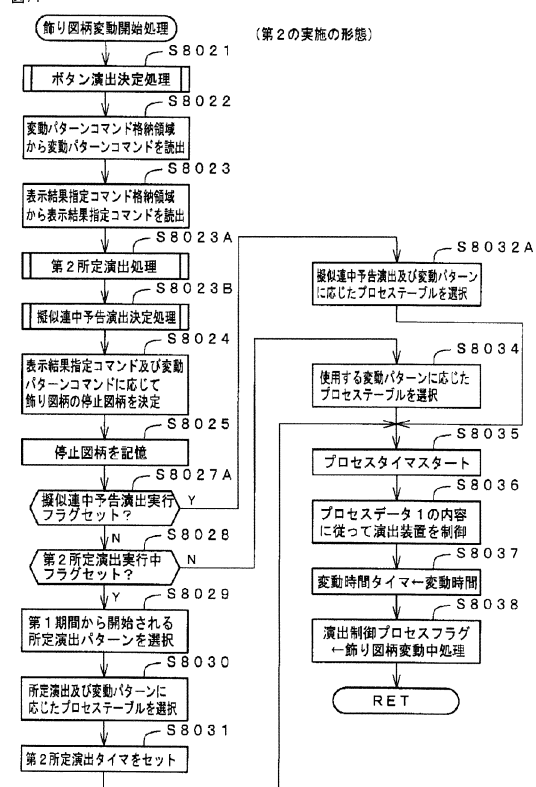 飾り図柄変動開始処理
(第2の実施の形態)
S8021
ボタン演出決定処理
S8022
変動パターンコマンド格納領域
から変動パターンコマンドを読出
S8023
表示結果指定コマンド格納領域
から表示結果指定コマンドを読出
S8023A
第2所定演出処理
S8023B
擬似連中予告演出決定処理
S8024
表示結果指定コマンド及び変動
パターンコマンドに応じて
飾り図柄の停止図柄を決定
S8025
停止図柄を記憶
S8027A
擬似連中予告演出実行
フラグセット?
Y
N
S8028
第2所定演出実行中
フラグセット?
N
Y
S8029
第1期間から開始される
所定演出パターンを選択
S8030
所定演出及び変動パターンに
応じたプロセステーブルを選択
S8031
第2所定演出タイマをセット
S8032A
擬似連中予告演出及び変動パターン
に応じたプロセステーブルを選択
S8034
使用する変動パターンに応じた
プロセステーブルを選択
S8035
プロセスタイマスタート
S8036
プロセスデータ1の内容
に従って演出装置を制御
S8037
変動時間タイマ←変動時間
S8038
演出制御プロセスフラグ
←飾り図柄変動中処理
RET